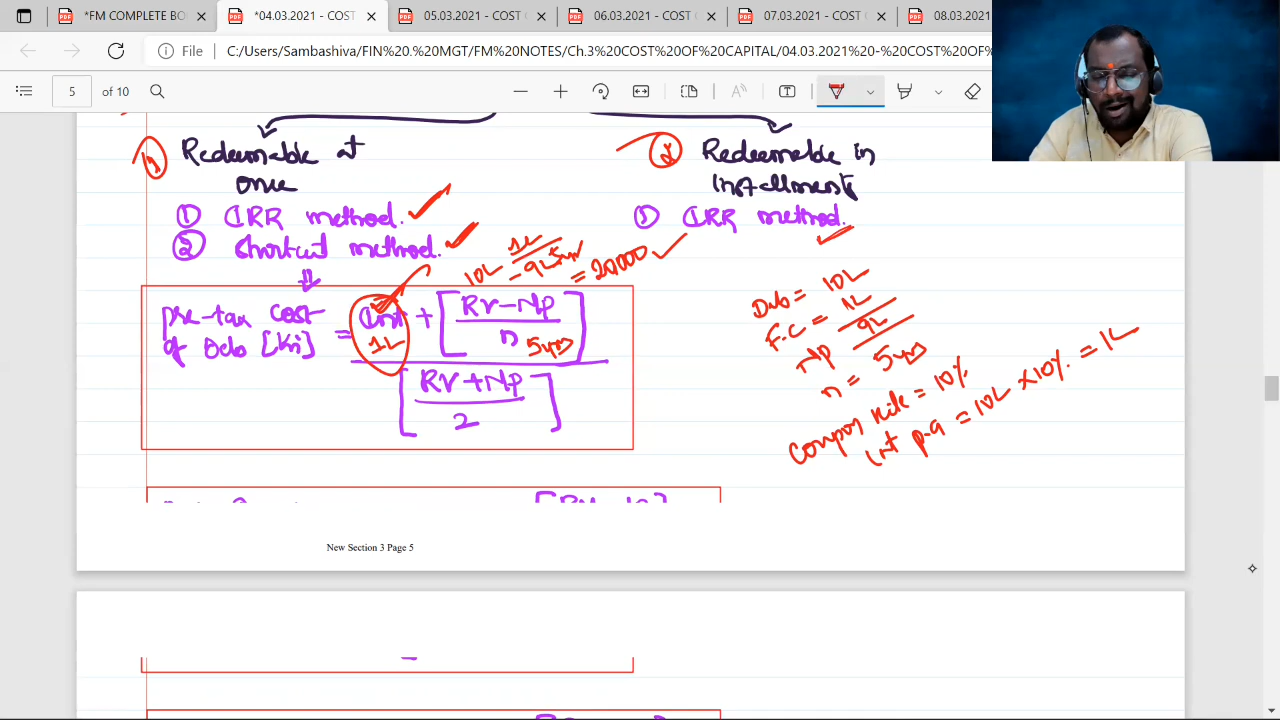 *FM COMPLETE BO
*04.03.2021 - COST OF
05.03.2021 - COST
06.03.2021 - COST
07.03.2021 - COST
08.03.2021
File C:/Users/Sambashiva/FIN%20.%20MGT/FM%20NOTES/Ch.3%20COST%20OF%20CAPITAL/04.03.2021%20-%20COST%20OF%
5 of 10
1) Redeemable at
once
① IRR method.
② Shortcut method.
2 Redeemable in
Installments
① IRR method.
10L - 9L = 1L / 5yrs
= 20000
pre-tax cost
of Deb [Ki] = Int + [RV - NP / n]
1L
5yrs
[RV + NP / 2]
Deb = 10L
F.C = 1L
NP 9L
n = 5yrs
Coupon Rate = 10%
Int p.a = 10L x 10% = 1L
New Section 3 Page 5